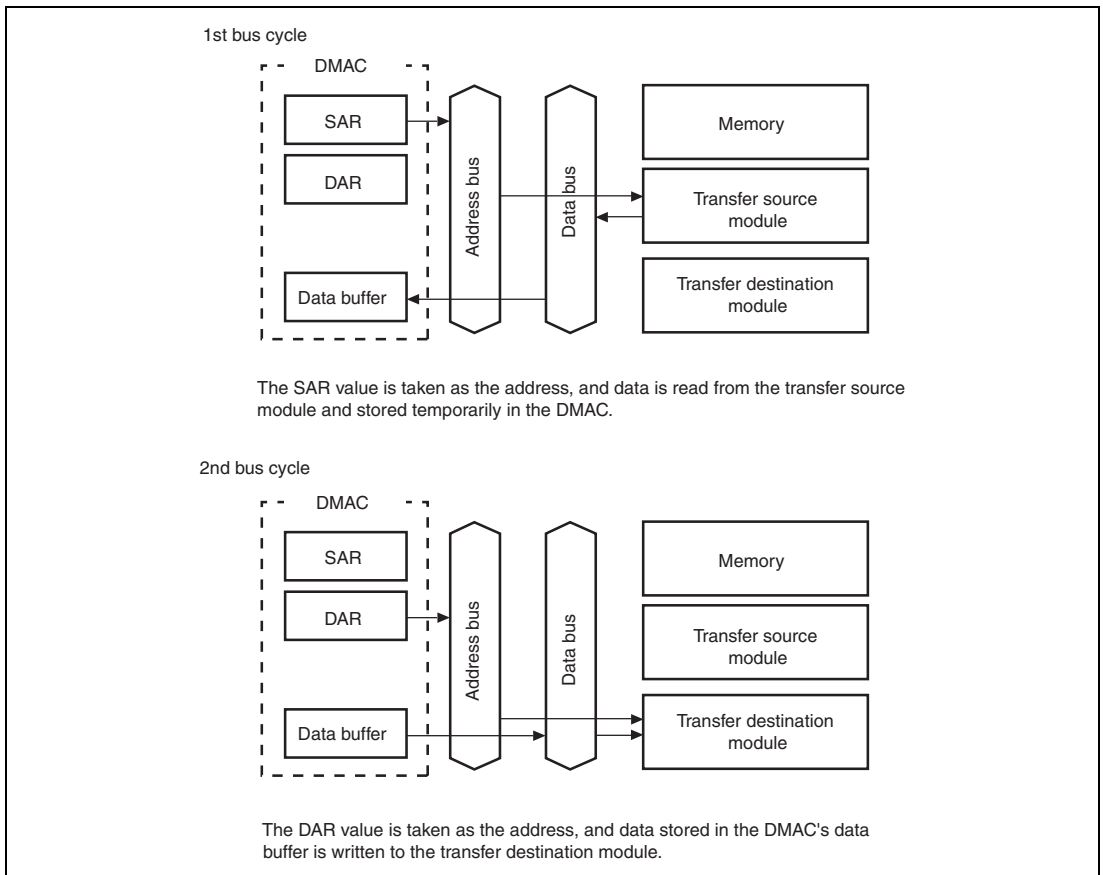 1st bus cycle
DMAC
SAR
DAR
Data buffer
Address bus
Data bus
Memory
Transfer source
module
Transfer destination
module
The SAR value is taken as the address, and data is read from the transfer source
module and stored temporarily in the DMAC.
2nd bus cycle
DMAC
SAR
DAR
Data buffer
Address bus
Data bus
Memory
Transfer source
module
Transfer destination
module
The DAR value is taken as the address, and data stored in the DMAC's data
buffer is written to the transfer destination module.